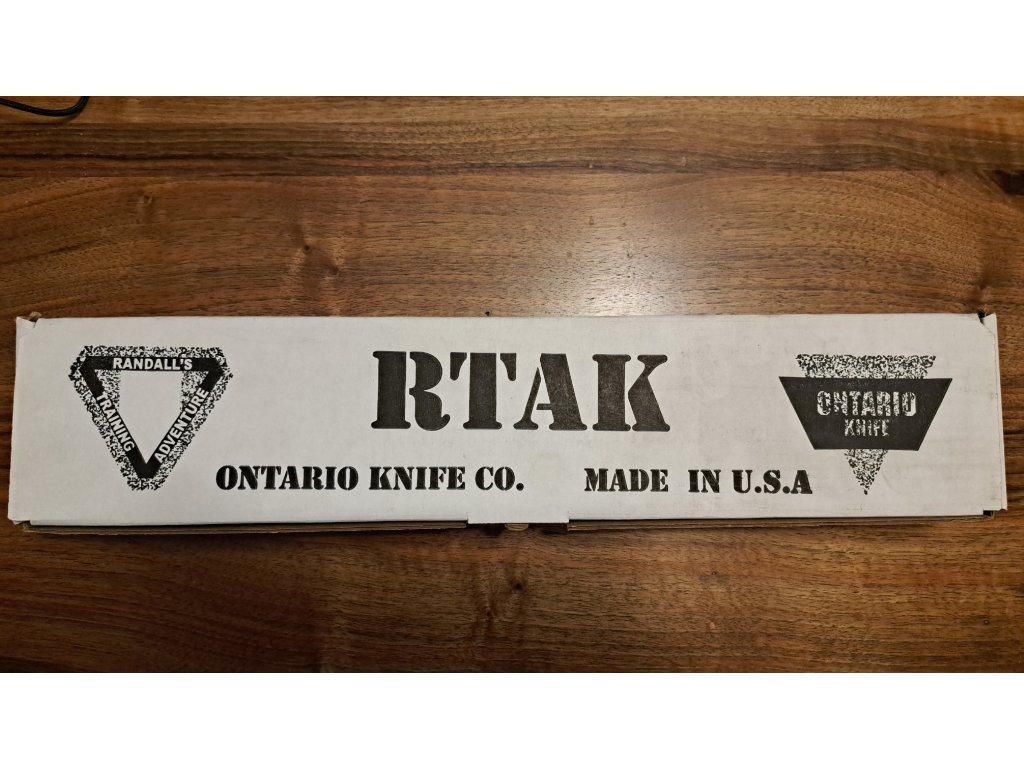 RANDALL'S
TRAINING
ADVENTURE
RTAK
ONTARIO KNIFE CO. MADE IN U.S.A
ONTARIO
KNIFE